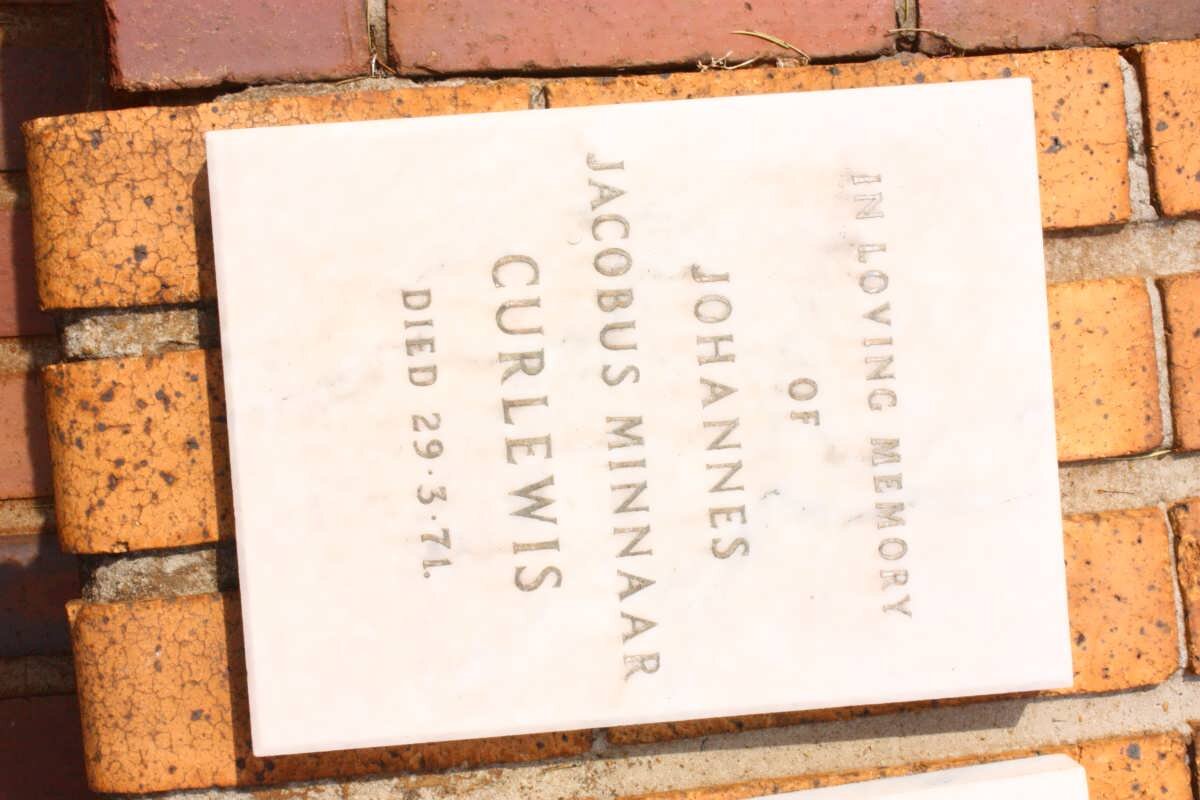 IN LOVING MEMORY
OF
JOHANNES
JACOBUS MINNAAR
CURLEWIS
DIED 29·3·71.